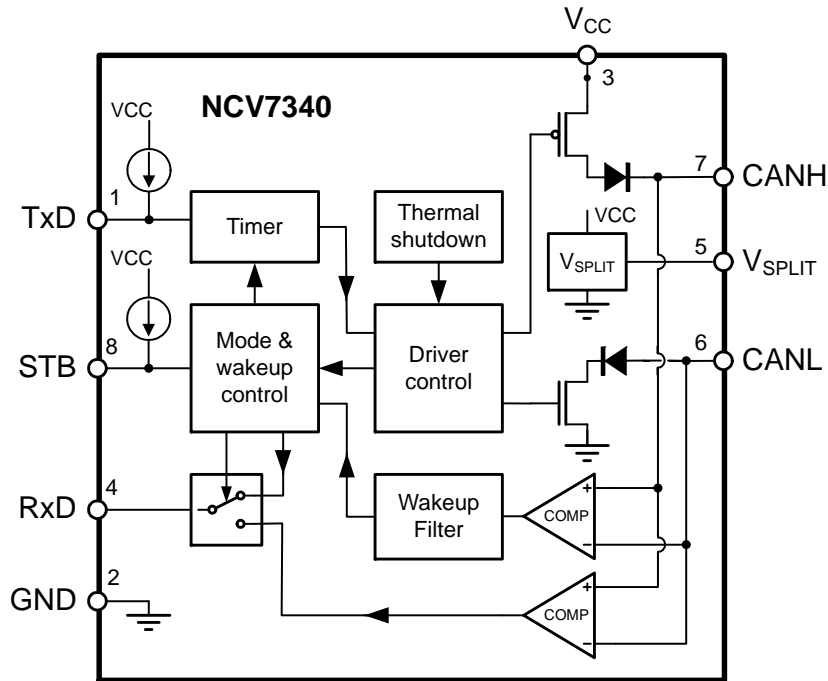 VCC
3
NCV7340
VCC
1
TxD
Timer
Thermal
shutdown
7
CANH
VCC
VSPLIT
5
VSPLIT
VCC
8
STB
Mode &
wakeup
control
Driver
control
6
CANL
4
RxD
Wakeup
Filter
+
COMP
−
2
GND
+
COMP
−